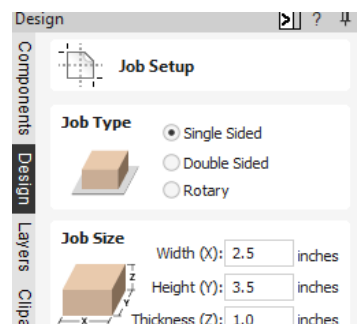 Design ?
Components
Design
Layers
Clipa
Job Setup
Job Type
Single Sided
Double Sided
Rotary
Job Size
Z
Y
X
Width (X): 2.5 inches
Height (Y): 3.5 inches
Thickness (Z): 1.0 inches